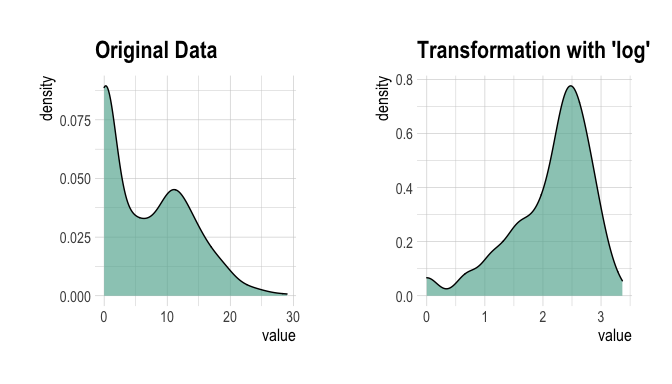 Original Data
density
0.075
0.050
0.025
0.000
0 10 20 30
value
Transformation with 'log'
density
0.8
0.6
0.4
0.2
0.0
0 1 2 3
value